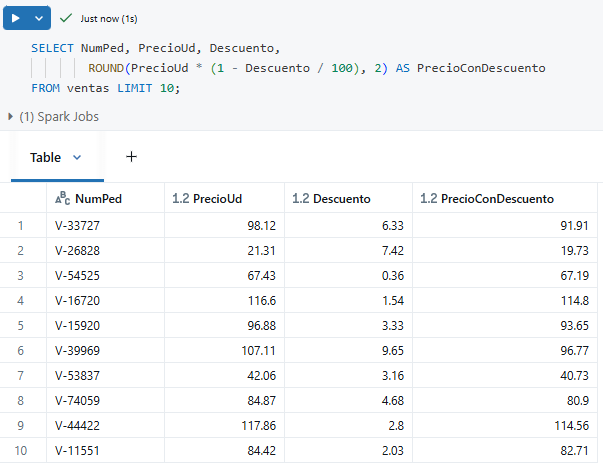 Just now (1s)
SELECT NumPed, PrecioUd, Descuento,
ROUND(PrecioUd * (1 - Descuento / 100), 2) AS PrecioConDescuento
FROM ventas LIMIT 10;
(1) Spark Jobs
Table +
ABC NumPed 1.2 PrecioUd 1.2 Descuento 1.2 PrecioConDescuento
1 V-33727 98.12 6.33 91.91
2 V-26828 21.31 7.42 19.73
3 V-54525 67.43 0.36 67.19
4 V-16720 116.6 1.54 114.8
5 V-15920 96.88 3.33 93.65
6 V-39969 107.11 9.65 96.77
7 V-53837 42.06 3.16 40.73
8 V-74059 84.87 4.68 80.9
9 V-44422 117.86 2.8 114.56
10 V-11551 84.42 2.03 82.71